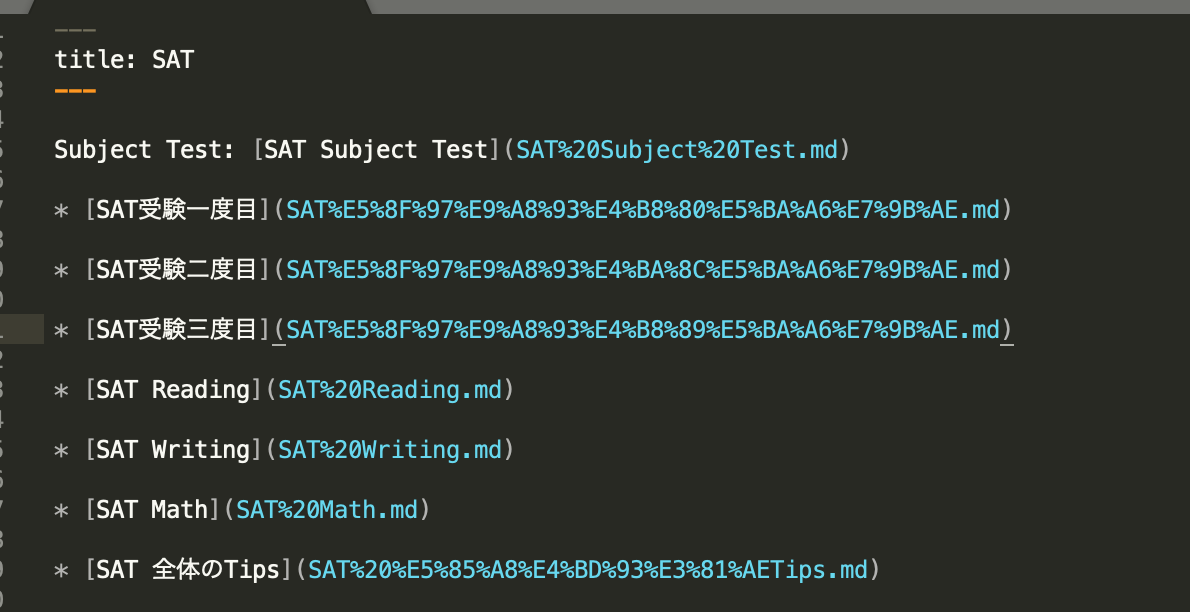 ---
title: SAT
---
Subject Test: [SAT Subject Test](SAT%20Subject%20Test.md)
* [SAT受験一度目](SAT%E5%8F%97%E9%A8%93%E4%B8%80%E5%BA%A6%E7%9B%AE.md)
* [SAT受験二度目](SAT%E5%8F%97%E9%A8%93%E4%BA%8C%E5%BA%A6%E7%9B%AE.md)
* [SAT受験三度目](SAT%E5%8F%97%E9%A8%93%E4%B8%89%E5%BA%A6%E7%9B%AE.md)
* [SAT Reading](SAT%20Reading.md)
* [SAT Writing](SAT%20Writing.md)
* [SAT Math](SAT%20Math.md)
* [SAT 全体のTips](SAT%20%E5%85%A8%E4%BD%93%E3%81%AETips.md)